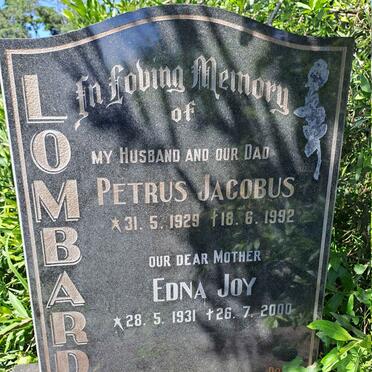 LOMBARD
In Loving Memory
of
MY HUSBAND AND OUR DAD
PETRUS JACOBUS
★ 31. 5. 1929 † 18. 6. 1992
OUR DEAR MOTHER
EDNA JOY
★ 28. 5. 1931 † 26. 7. 2000